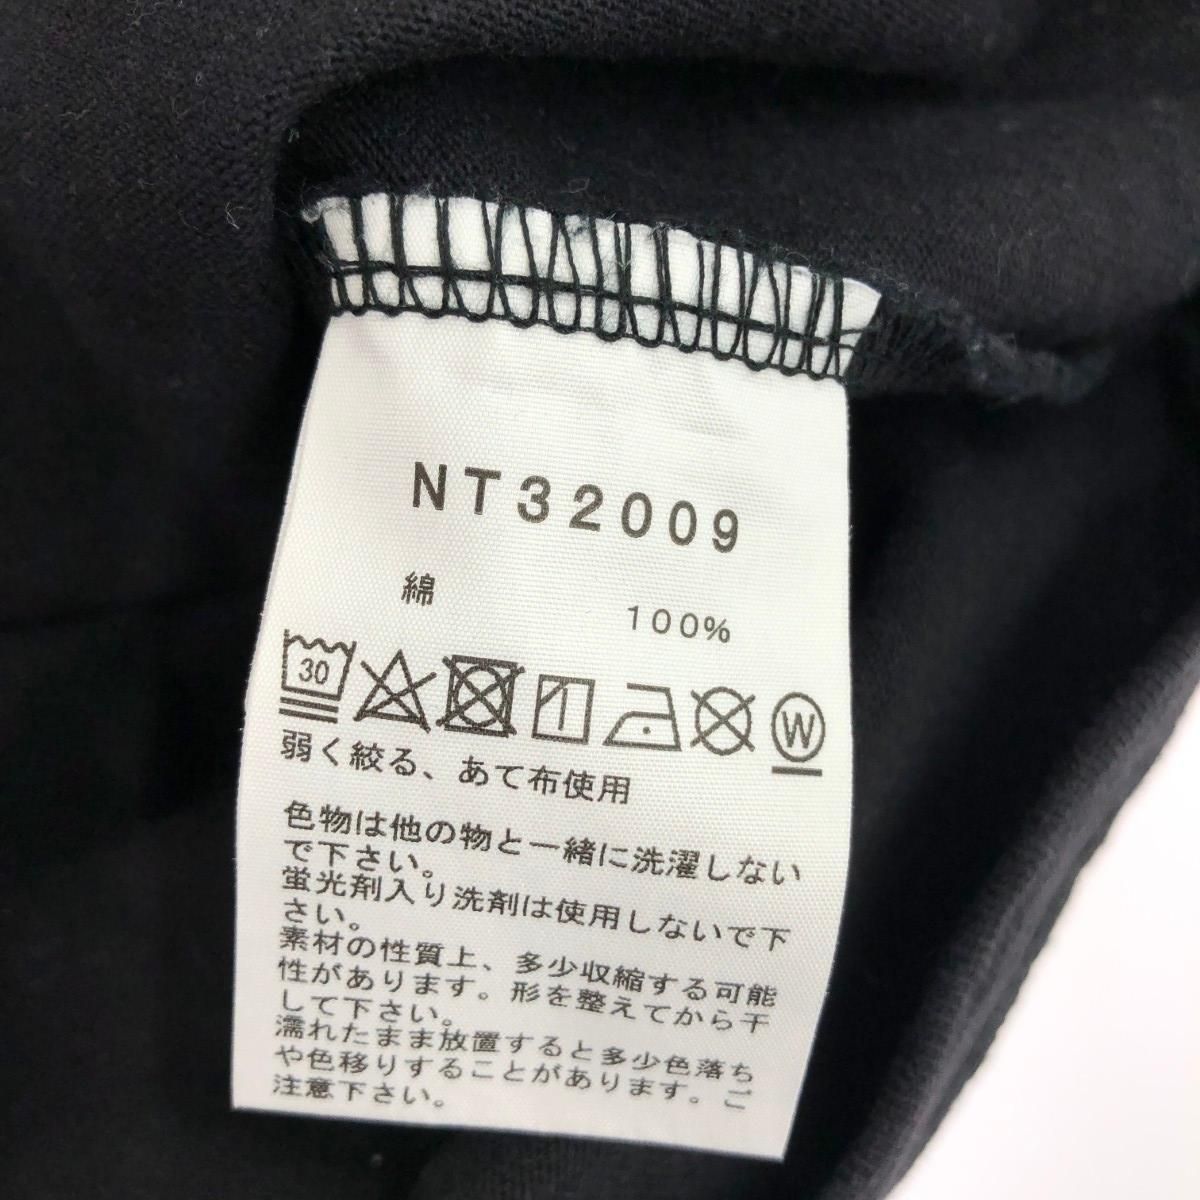 NT32009
綿 100%
30 W
弱く絞る、あて布使用
色物は他の物と一緒に洗濯しない
で下さい。
蛍光剤入り洗剤は使用しないで下
さい。
素材の性質上、多少収縮する可能
性があります。形を整えてから干
して下さい。
濡れたまま放置すると多少色落ち
や色移りすることがあります。ご
注意下さい。